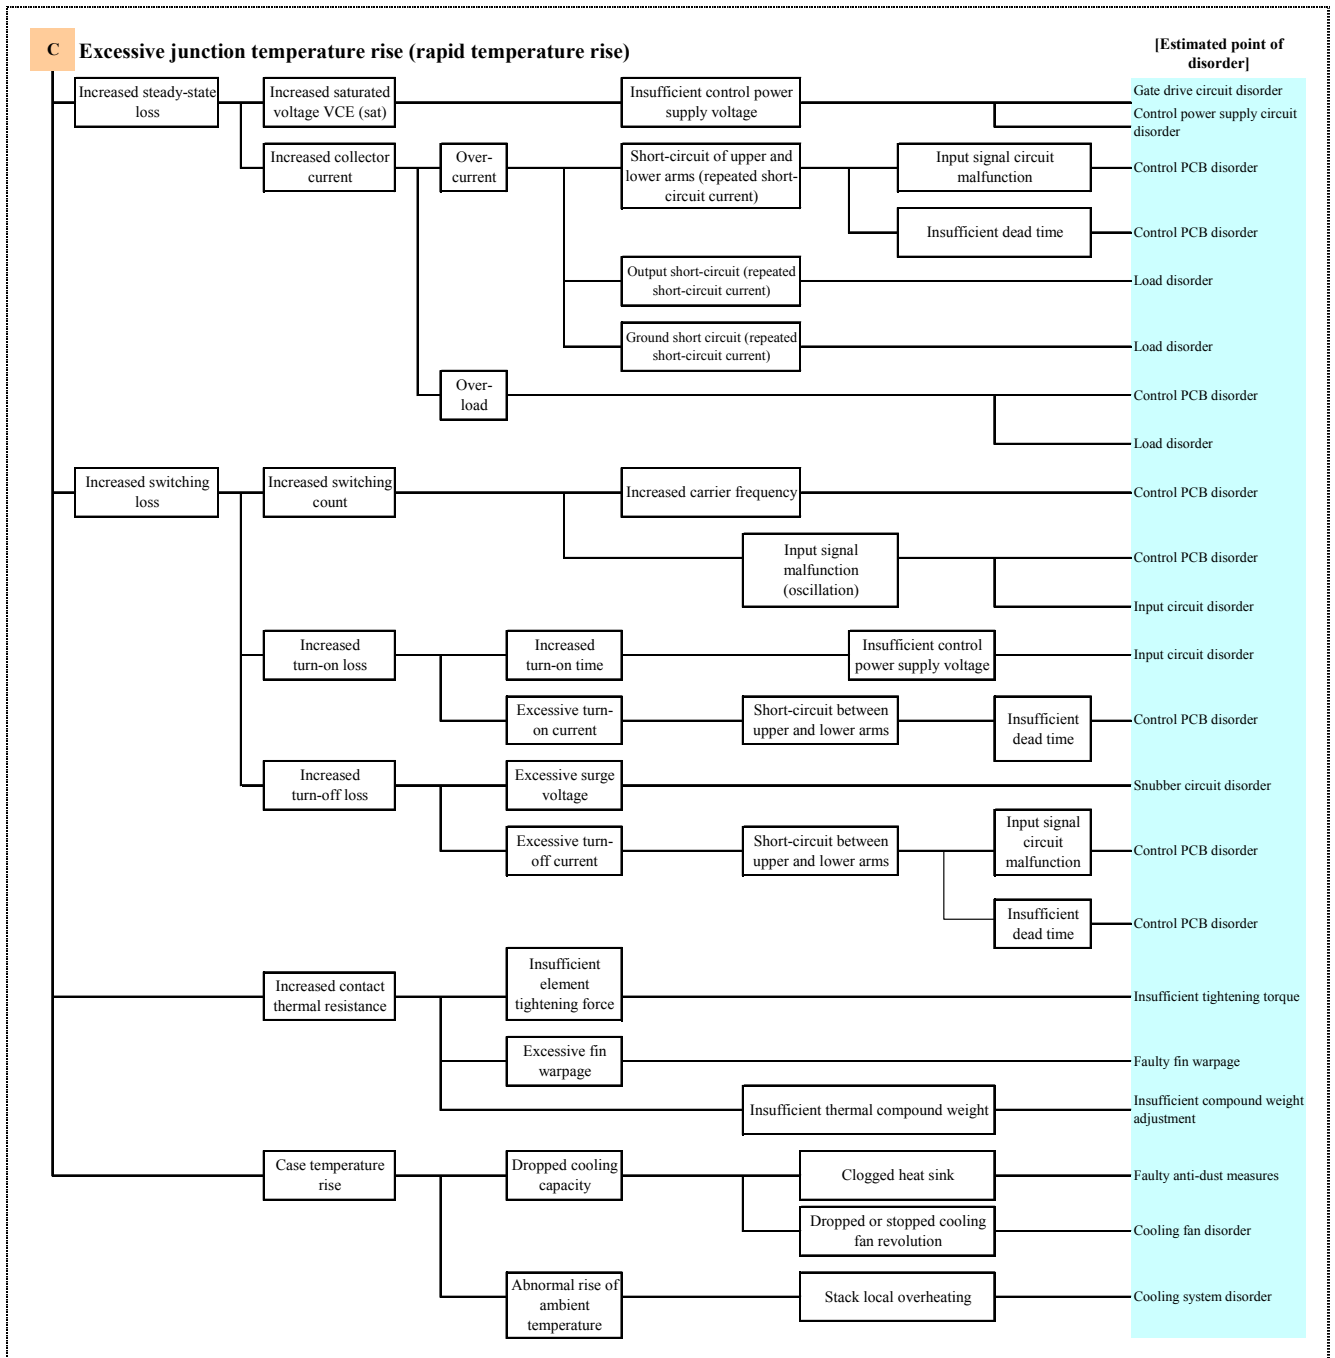 C
Excessive junction temperature rise (rapid temperature rise)
[Estimated point of
disorder]
Increased steady-state
loss
Increased saturated
voltage VCE (sat)
Insufficient control power
supply voltage
Gate drive circuit disorder
Control power supply circuit
disorder
Increased collector
current
Over-
current
Short-circuit of upper and
lower arms (repeated short-
circuit current)
Input signal circuit
malfunction
Control PCB disorder
Insufficient dead time
Control PCB disorder
Output short-circuit (repeated
short-circuit current)
Load disorder
Ground short circuit (repeated
short-circuit current)
Load disorder
Over-
load
Control PCB disorder
Load disorder
Increased switching
loss
Increased switching
count
Increased carrier frequency
Control PCB disorder
Input signal
malfunction
(oscillation)
Control PCB disorder
Input circuit disorder
Increased
turn-on loss
Increased
turn-on time
Insufficient control
power supply voltage
Input circuit disorder
Excessive turn-
on current
Short-circuit between
upper and lower arms
Insufficient
dead time
Control PCB disorder
Increased
turn-off loss
Excessive surge
voltage
Snubber circuit disorder
Excessive turn-
off current
Short-circuit between
upper and lower arms
Input signal
circuit
malfunction
Control PCB disorder
Insufficient
dead time
Control PCB disorder
Increased contact
thermal resistance
Insufficient
element
tightening force
Insufficient tightening torque
Excessive fin
warpage
Faulty fin warpage
Insufficient thermal compound weight
Insufficient compound weight
adjustment
Case temperature
rise
Dropped cooling
capacity
Clogged heat sink
Faulty anti-dust measures
Dropped or stopped cooling
fan revolution
Cooling fan disorder
Abnormal rise of
ambient
temperature
Stack local overheating
Cooling system disorder